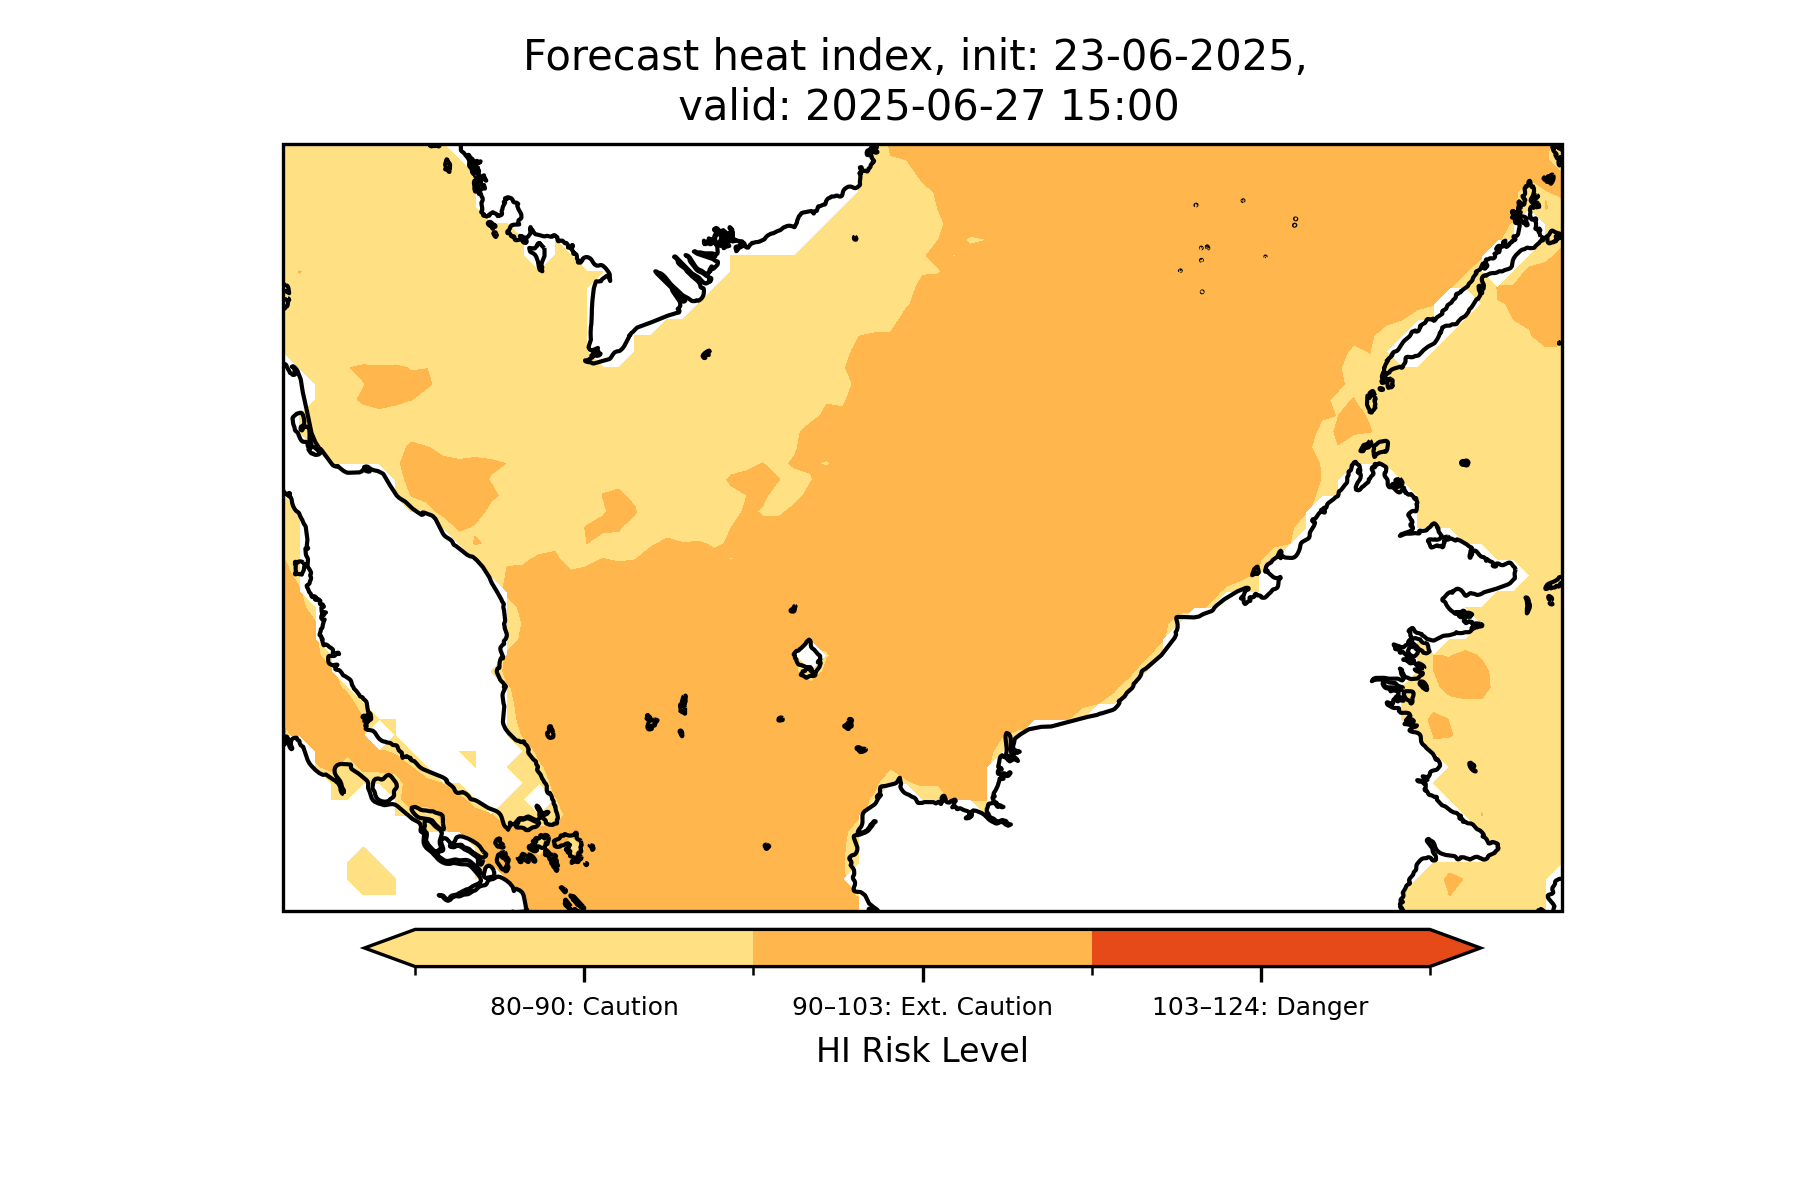 Forecast heat index, init: 23-06-2025,
valid: 2025-06-27 15:00
80–90: Caution
90–103: Ext. Caution
103–124: Danger
HI Risk Level